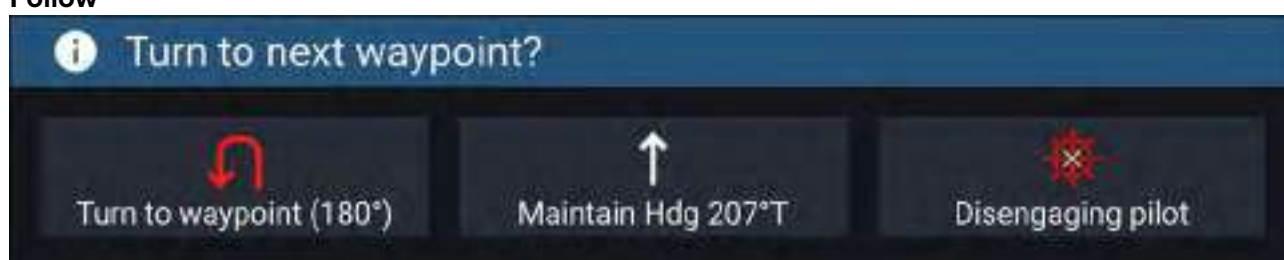 Follow
Turn to next waypoint?
Turn to waypoint (180°)
Maintain Hdg 207°T
Disengaging pilot